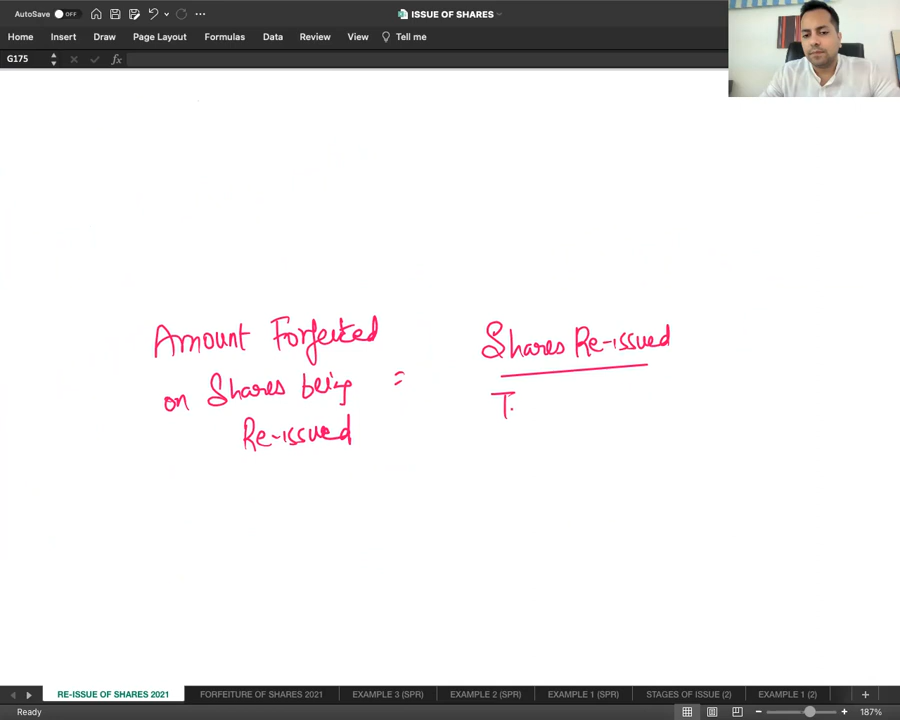 AutoSave OFF
ISSUE OF SHARES
Home Insert Draw Page Layout Formulas Data Review View Tell me
G175 fx
Amount Forfeited
on Shares being
Re-issued
=
Shares Re-issued
T
RE-ISSUE OF SHARES 2021 FORFEITURE OF SHARES 2021 EXAMPLE 3 (SPR) EXAMPLE 2 (SPR) EXAMPLE 1 (SPR) STAGES OF ISSUE (2) EXAMPLE 1 (2)
Ready 187%